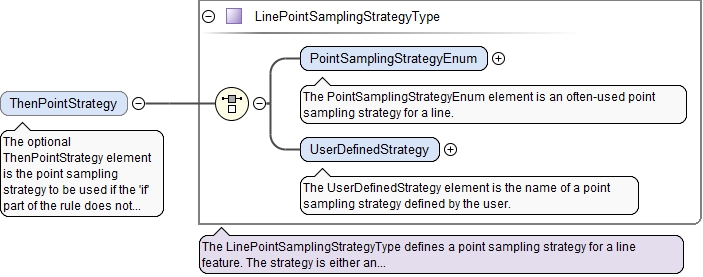 LinePointSamplingStrategyType
PointSamplingStrategyEnum
The PointSamplingStrategyEnum element is an often-used point
sampling strategy for a line.
ThenPointStrategy
The optional
ThenPointStrategy element
is the point sampling
strategy to be used if the 'if'
part of the rule does not...
UserDefinedStrategy
The UserDefinedStrategy element is the name of a point
sampling strategy defined by the user.
The LinePointSamplingStrategyType defines a point sampling strategy for a line
feature. The strategy is either an...